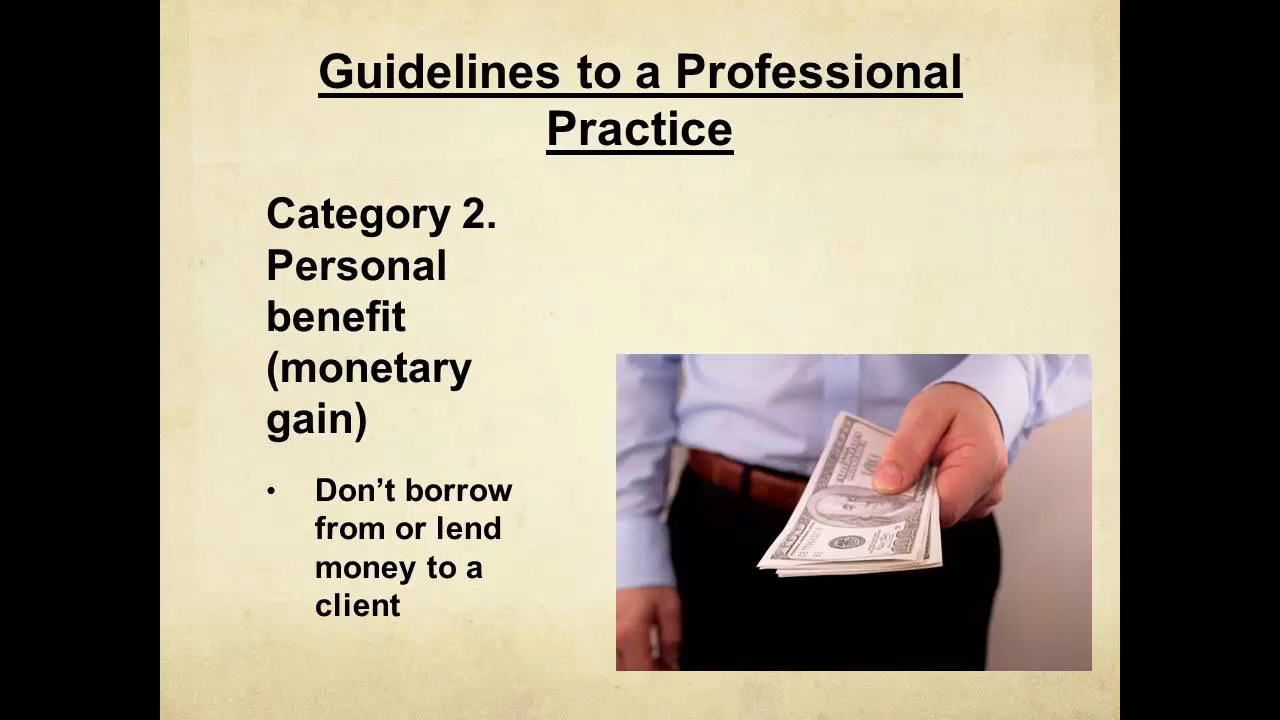 Guidelines to a Professional
Practice
Category 2.
Personal
benefit
(monetary
gain)
• Don’t borrow
from or lend
money to a
client